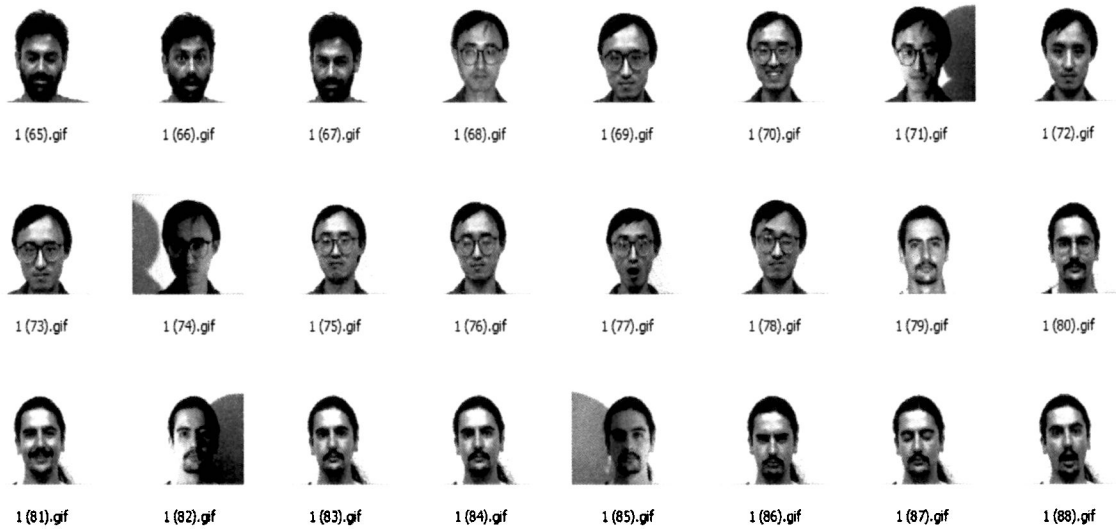 1 (65).gif 1 (66).gif 1 (67).gif 1 (68).gif 1 (69).gif 1 (70).gif 1 (71).gif 1 (72).gif
1 (73).gif 1 (74).gif 1 (75).gif 1 (76).gif 1 (77).gif 1 (78).gif 1 (79).gif 1 (80).gif
1 (81).gif 1 (82).gif 1 (83).gif 1 (84).gif 1 (85).gif 1 (86).gif 1 (87).gif 1 (88).gif